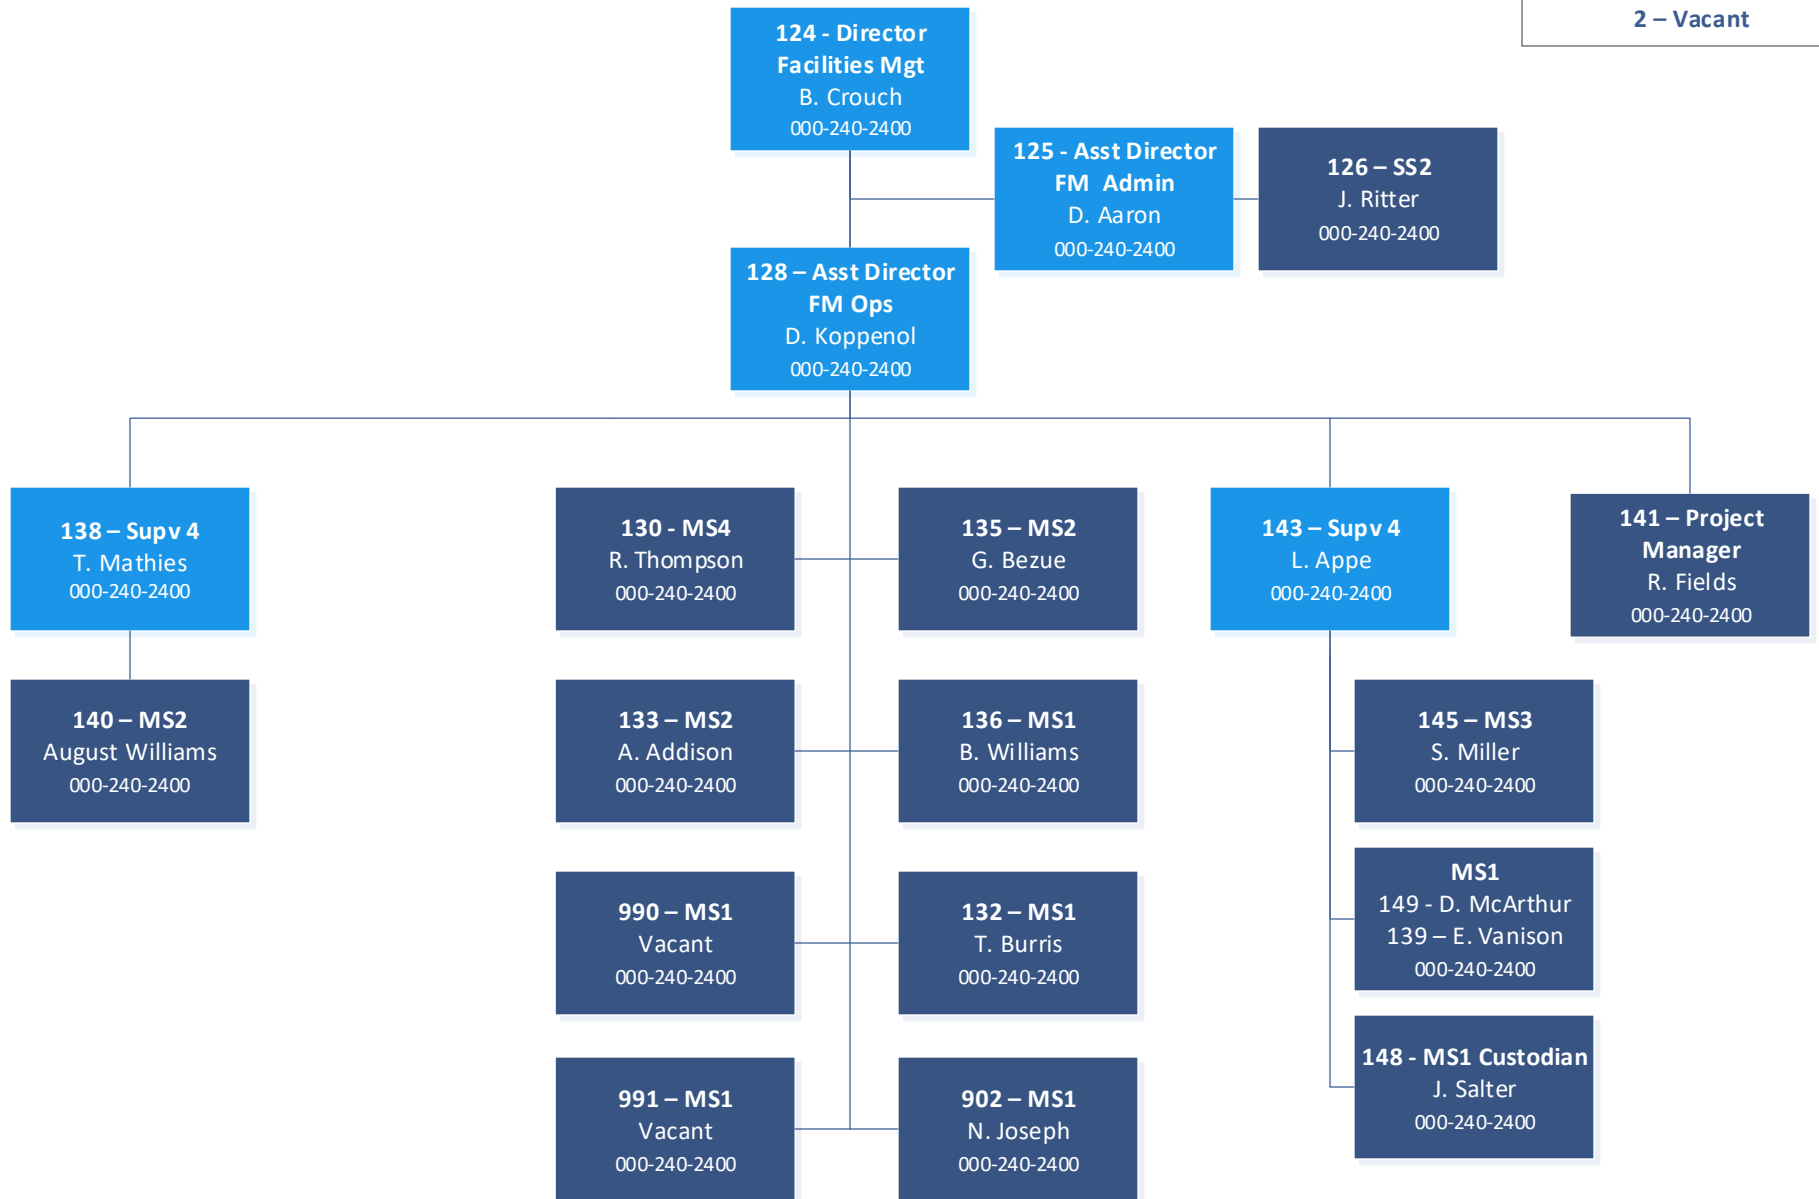 2 – Vacant
124 - Director
Facilities Mgt
B. Crouch
000-240-2400
125 - Asst Director
FM  Admin
D. Aaron
000-240-2400
126 – SS2
J. Ritter
000-240-2400
128 – Asst Director
FM Ops
D. Koppenol
000-240-2400
138 – Supv 4
T. Mathies
000-240-2400
130 - MS4
R. Thompson
000-240-2400
135 – MS2
G. Bezue
000-240-2400
143 – Supv 4
L. Appe
000-240-2400
141 – Project
Manager
R. Fields
000-240-2400
140 – MS2
August Williams
000-240-2400
133 – MS2
A. Addison
000-240-2400
136 – MS1
B. Williams
000-240-2400
145 – MS3
S. Miller
000-240-2400
990 – MS1
Vacant
000-240-2400
132 – MS1
T. Burris
000-240-2400
MS1
149 - D. McArthur
139 – E. Vanison
000-240-2400
991 – MS1
Vacant
000-240-2400
902 – MS1
N. Joseph
000-240-2400
148 - MS1 Custodian
J. Salter
000-240-2400